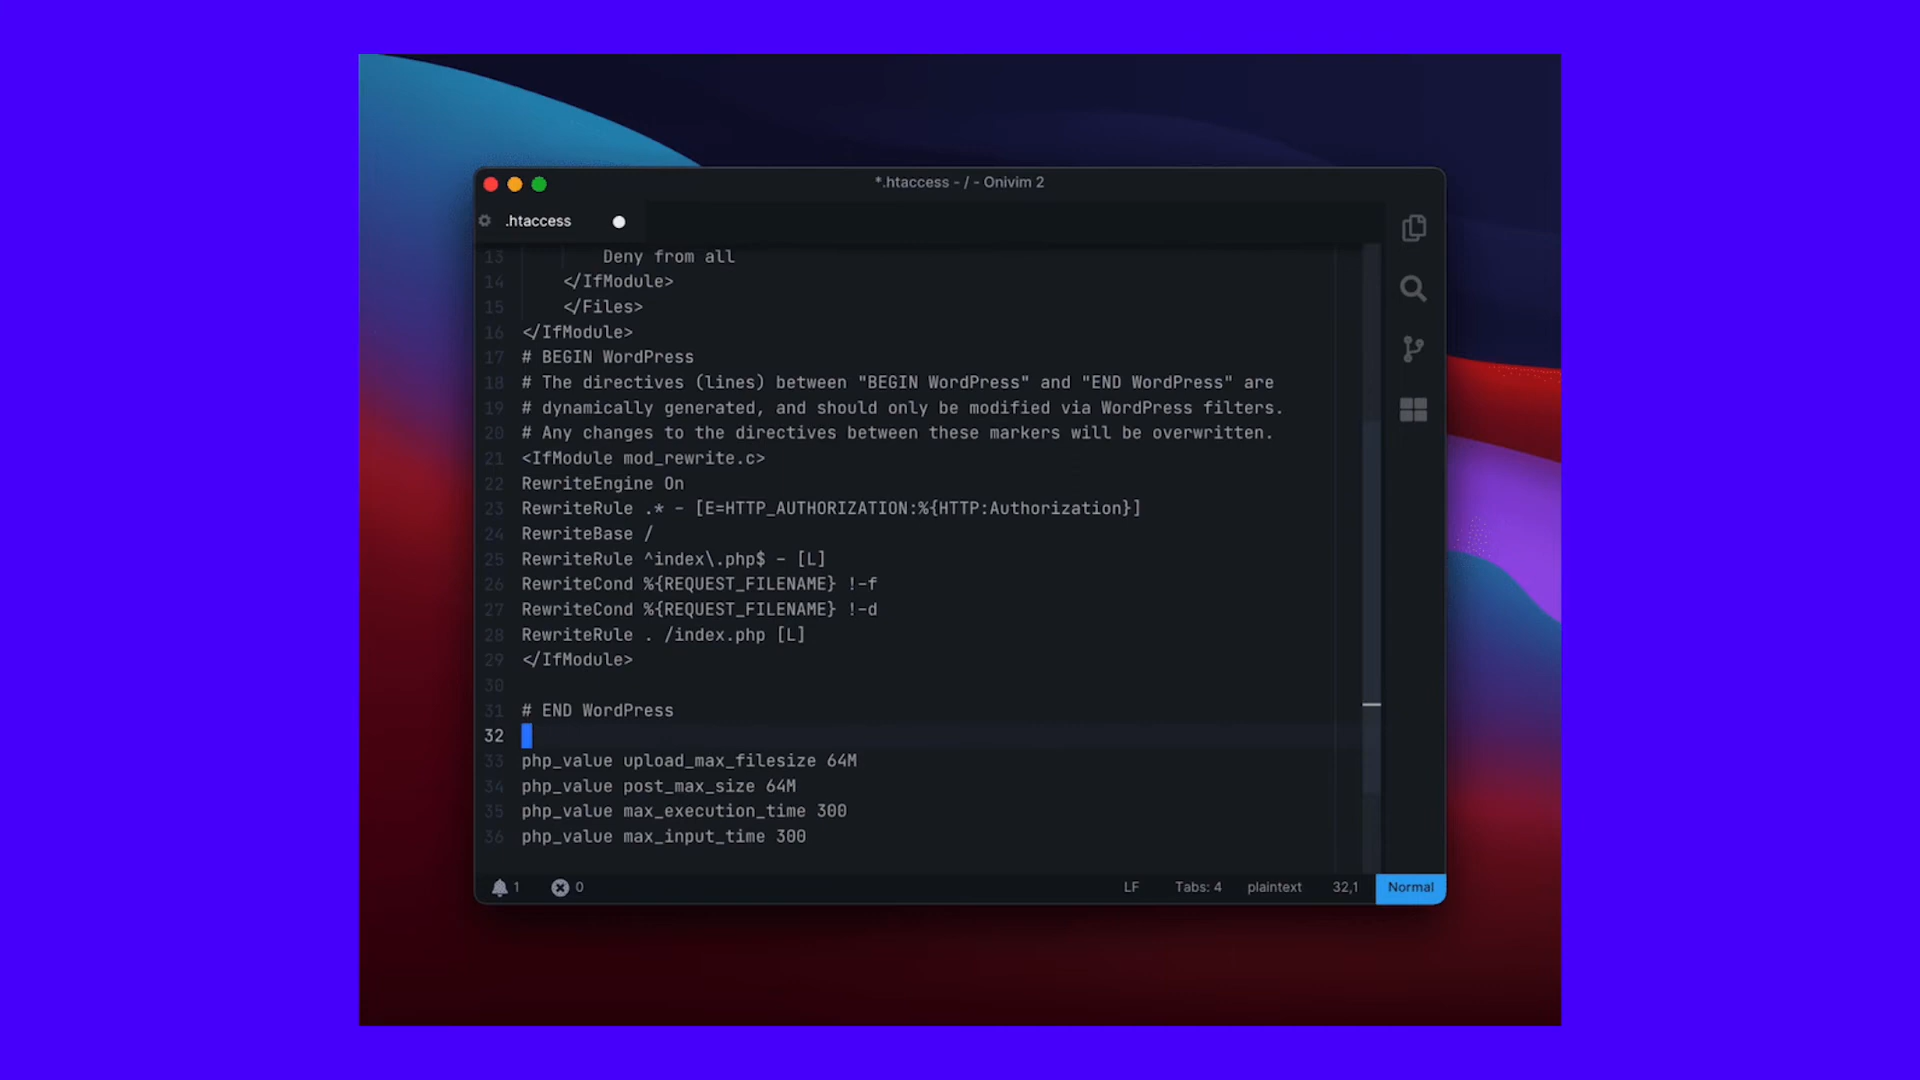 *.htaccess - / - Onivim 2
.htaccess
13 Deny from all
14 </IfModule>
15 </Files>
16 </IfModule>
17 # BEGIN WordPress
18 # The directives (lines) between "BEGIN WordPress" and "END WordPress" are
19 # dynamically generated, and should only be modified via WordPress filters.
20 # Any changes to the directives between these markers will be overwritten.
21 <IfModule mod_rewrite.c>
22 RewriteEngine On
23 RewriteRule .* - [E=HTTP_AUTHORIZATION:%{HTTP:Authorization}]
24 RewriteBase /
25 RewriteRule ^index\.php$ - [L]
26 RewriteCond %{REQUEST_FILENAME} !-f
27 RewriteCond %{REQUEST_FILENAME} !-d
28 RewriteRule . /index.php [L]
29 </IfModule>
30
31 # END WordPress
32
33 php_value upload_max_filesize 64M
34 php_value post_max_size 64M
35 php_value max_execution_time 300
36 php_value max_input_time 300
1 0 LF Tabs: 4 plaintext 32,1 Normal